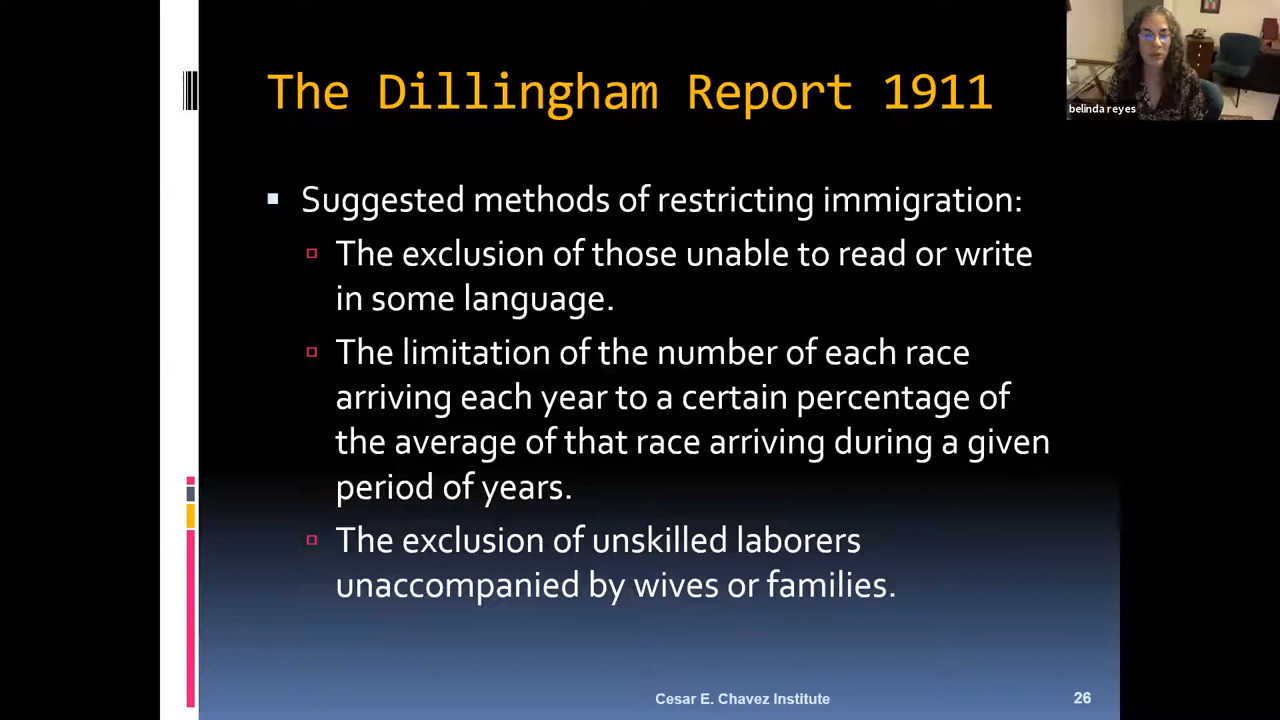 The Dillingham Report 1911
belinda reyes
Suggested methods of restricting immigration:
The exclusion of those unable to read or write
in some language.
The limitation of the number of each race
arriving each year to a certain percentage of
the average of that race arriving during a given
period of years.
The exclusion of unskilled laborers
unaccompanied by wives or families.
Cesar E. Chavez Institute
26